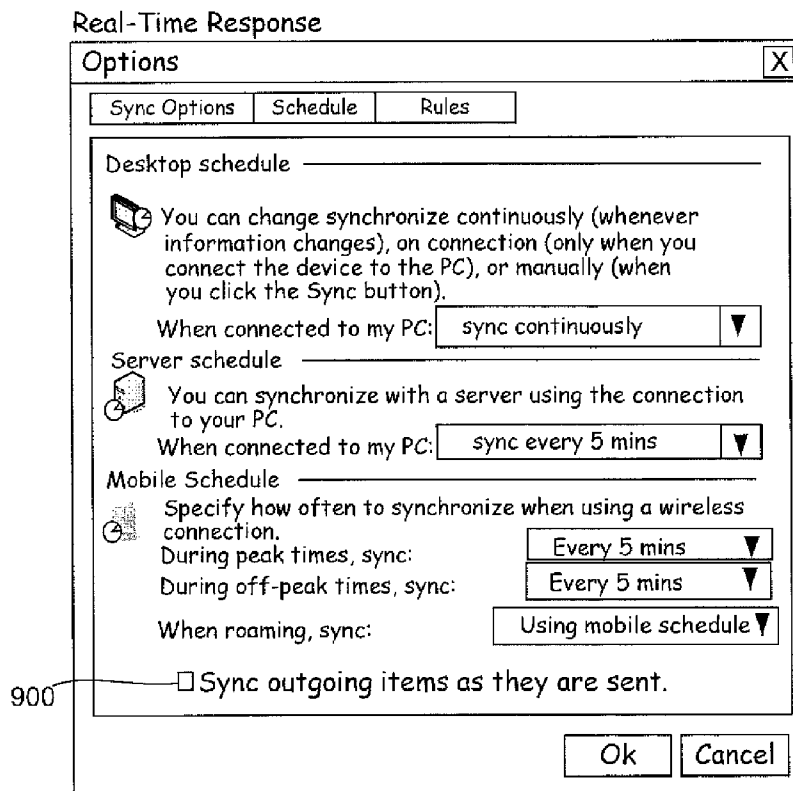 Real-Time Response
Options X
Sync Options Schedule Rules
Desktop schedule
You can change synchronize continuously (whenever
information changes), on connection (only when you
connect the device to the PC), or manually (when
you click the Sync button).
When connected to my PC: sync continuously
Server schedule
You can synchronize with a server using the connection
to your PC.
When connected to my PC: sync every 5 mins
Mobile Schedule
Specify how often to synchronize when using a wireless
connection.
During peak times, sync: Every 5 mins
During off-peak times, sync: Every 5 mins
When roaming, sync: Using mobile schedule
900 Sync outgoing items as they are sent.
Ok Cancel